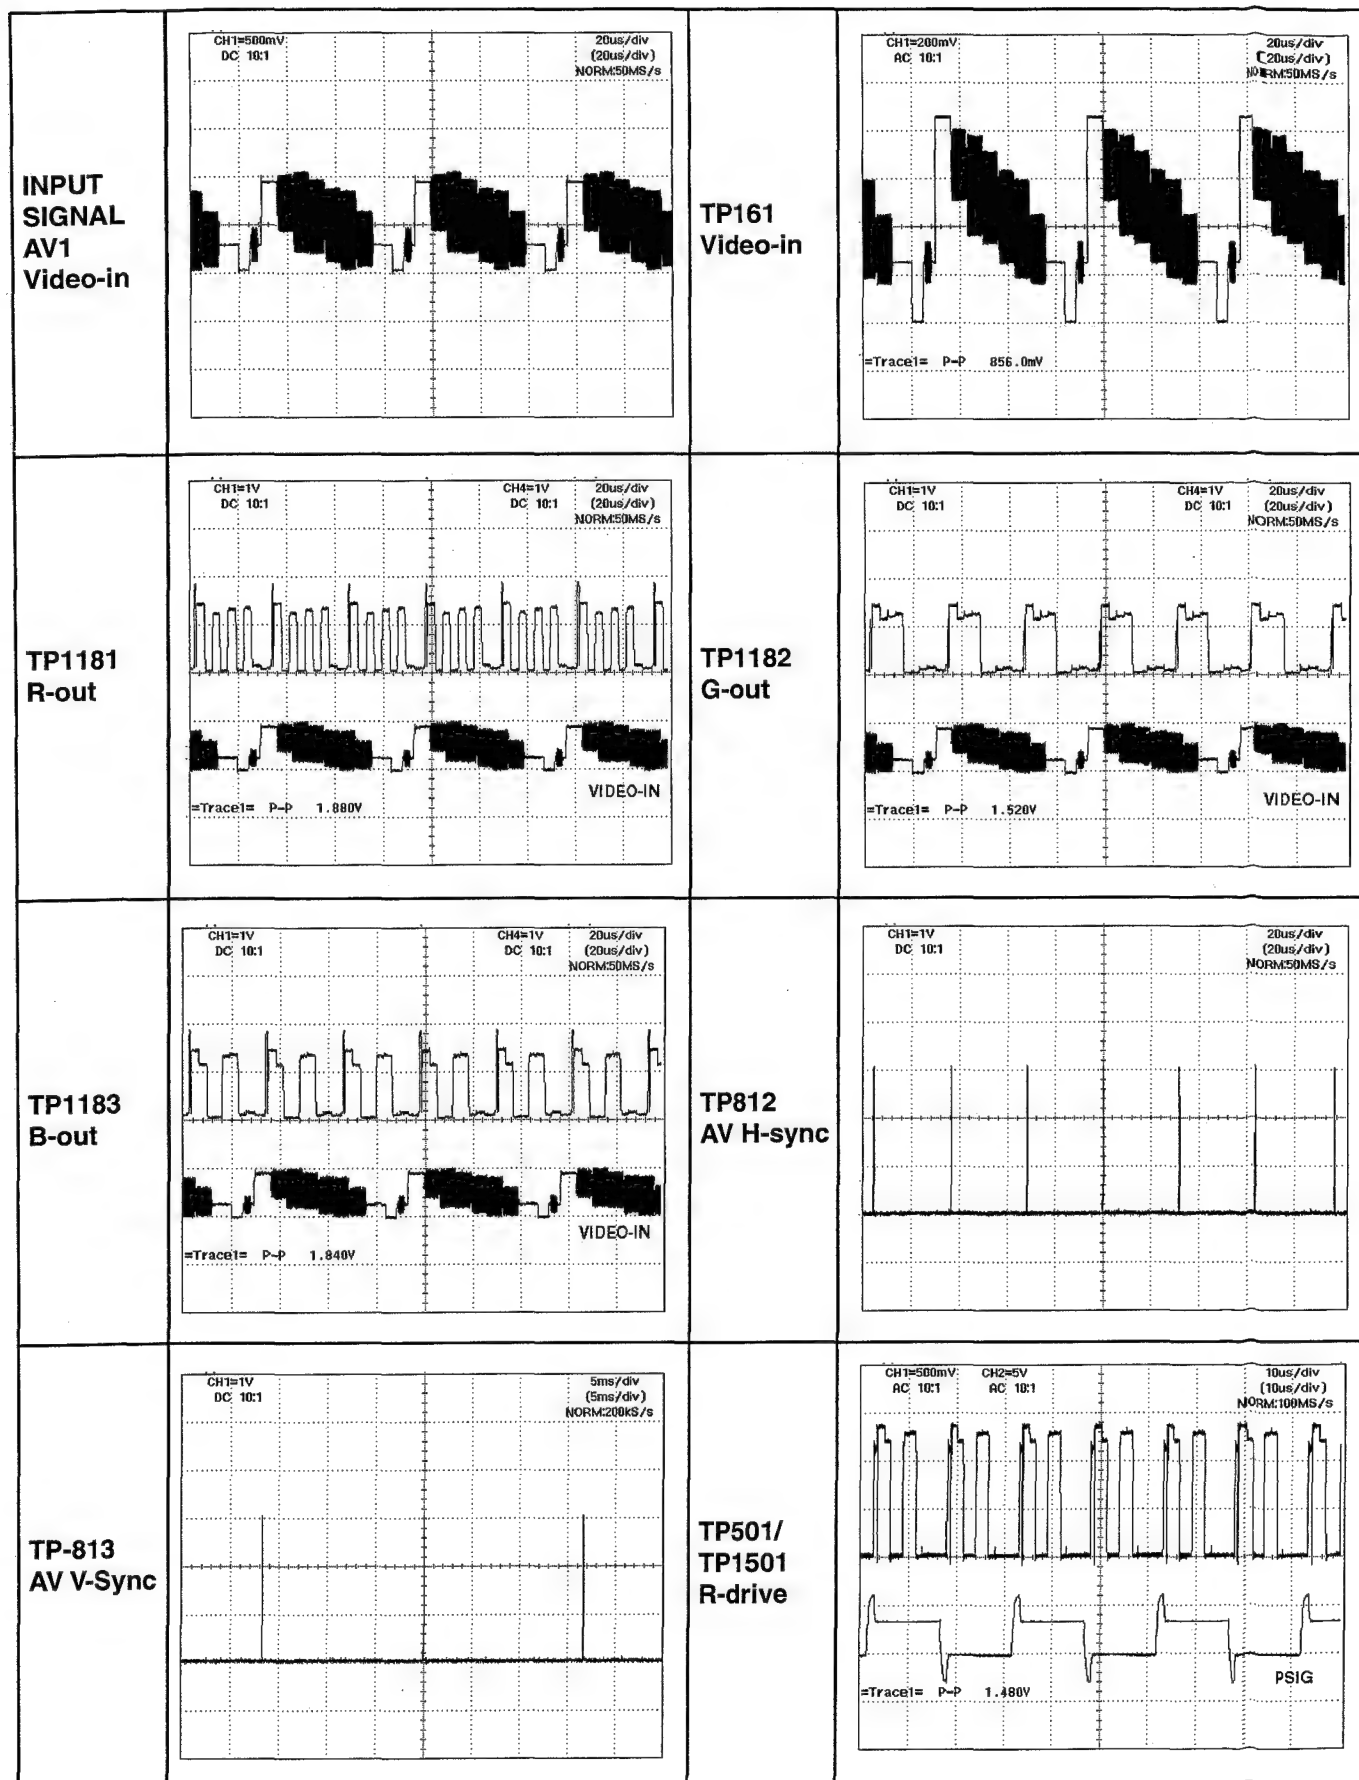 INPUT
SIGNAL
AV1
Video-in
CH1=500mV
DC 10:1
20us/div
(20us/div)
NORM:50MS/s
TP161
Video-in
CH1=200mV
AC 10:1
20us/div
(20us/div)
NORM:50MS/s
=Trace1= P-P 856.0mV
TP1181
R-out
CH1=1V
DC 10:1
CH4=1V
DC 10:1
20us/div
(20us/div)
NORM:50MS/s
VIDEO-IN
=Trace1= P-P 1.880V
TP1182
G-out
CH1=1V
DC 10:1
CH4=1V
DC 10:1
20us/div
(20us/div)
NORM:50MS/s
VIDEO-IN
=Trace1= P-P 1.520V
TP1183
B-out
CH1=1V
DC 10:1
CH4=1V
DC 10:1
20us/div
(20us/div)
NORM:50MS/s
VIDEO-IN
=Trace1= P-P 1.840V
TP812
AV H-sync
CH1=1V
DC 10:1
20us/div
(20us/div)
NORM:50MS/s
TP-813
AV V-Sync
CH1=1V
DC 10:1
5ms/div
(5ms/div)
NORM:200kS/s
TP501/
TP1501
R-drive
CH1=500mV CH2=5V
AC 10:1 AC 10:1
10us/div
(10us/div)
NORM:100MS/s
PSIG
=Trace1= P-P 1.480V